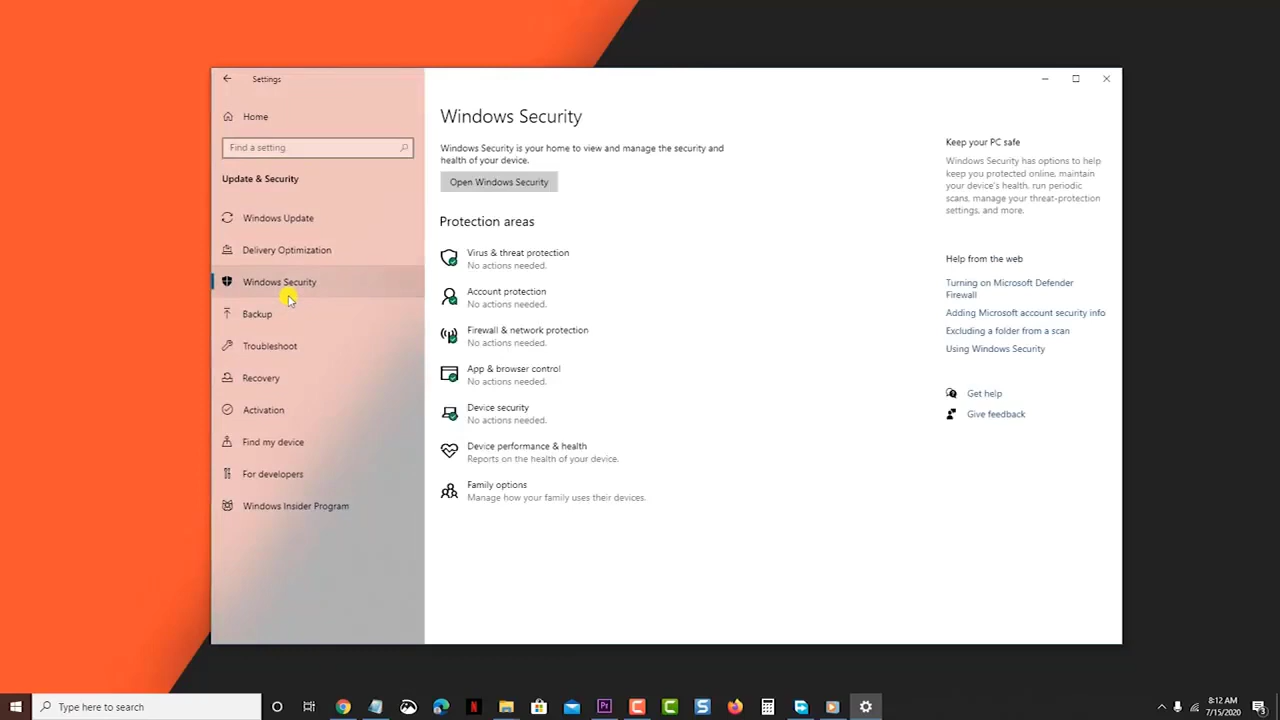 Settings
Home
Find a setting
Update & Security
Windows Update
Delivery Optimization
Windows Security
Backup
Troubleshoot
Recovery
Activation
Find my device
For developers
Windows Insider Program
Windows Security
Windows Security is your home to view and manage the security and
health of your device.
Open Windows Security
Protection areas
Virus & threat protection
No actions needed.
Account protection
No actions needed.
Firewall & network protection
No actions needed.
App & browser control
No actions needed.
Device security
No actions needed.
Device performance & health
Reports on the health of your device.
Family options
Manage how your family uses their devices.
Keep your PC safe
Windows Security has options to help
keep you protected online, maintain
your device's health, run periodic
scans, manage your threat-protection
settings, and more.
Help from the web
Turning on Microsoft Defender
Firewall
Adding Microsoft account security info
Excluding a folder from a scan
Using Windows Security
Get help
Give feedback
Type here to search
N
Pr
C
C
S
8:12 AM
7/15/2020